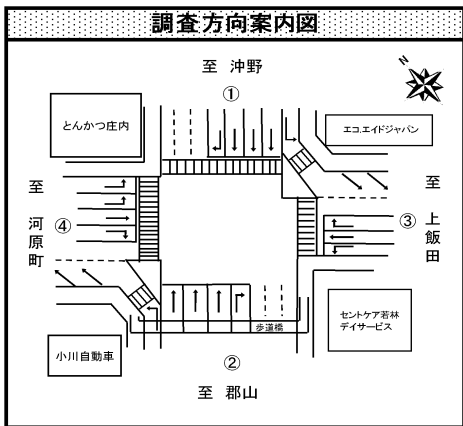 調査方向案内図
至 沖野
①
N
とんかつ庄内
エコ.エイドジャパン
至 河原町
④
至 上飯田
③
歩道橋
小川自動車
②
至 郡山
セントケア若林
デイサービス